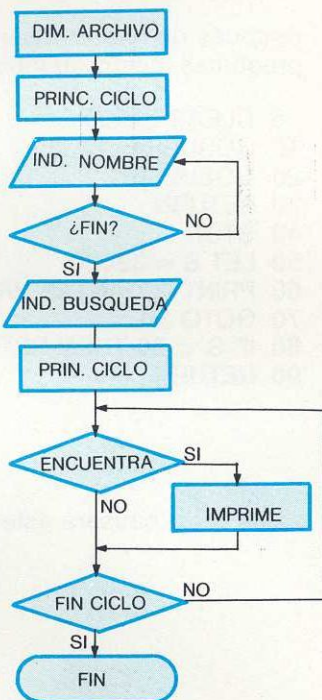 DIM. ARCHIVO
PRINC. CICLO
IND. NOMBRE
¿FIN?
NO
SI
IND. BUSQUEDA
PRIN. CICLO
ENCUENTRA
SI
NO
IMPRIME
FIN CICLO
NO
SI
FIN